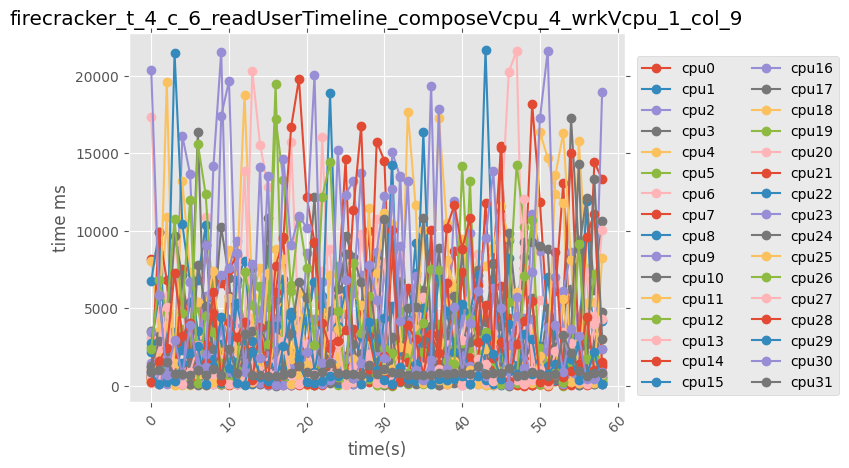 firecracker_t_4_c_6_readUserTimeline_composeVcpu_4_wrkVcpu_1_col_9
time ms
20000
15000
10000
5000
0
0
10
20
30
40
50
60
time(s)
cpu0
cpu1
cpu2
cpu3
cpu4
cpu5
cpu6
cpu7
cpu8
cpu9
cpu10
cpu11
cpu12
cpu13
cpu14
cpu15
cpu16
cpu17
cpu18
cpu19
cpu20
cpu21
cpu22
cpu23
cpu24
cpu25
cpu26
cpu27
cpu28
cpu29
cpu30
cpu31